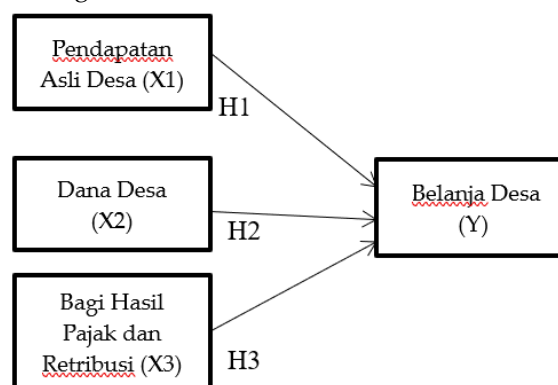 Pendapatan
Asli Desa (X1)
H1
Dana Desa
(X2)
H2
Belanja Desa
(Y)
Bagi Hasil
Pajak dan
Retribusi (X3)
H3